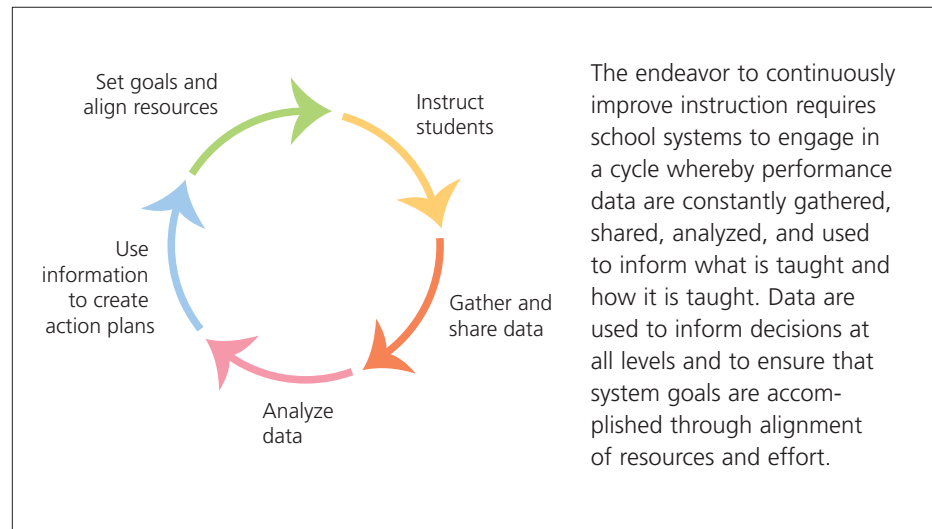 Set goals and
align resources
Instruct
students
Gather and
share data
Analyze
data
Use
information
to create
action plans
The endeavor to continuously
improve instruction requires
school systems to engage in
a cycle whereby performance
data are constantly gathered,
shared, analyzed, and used
to inform what is taught and
how it is taught. Data are
used to inform decisions at
all levels and to ensure that
system goals are accom-
plished through alignment
of resources and effort.